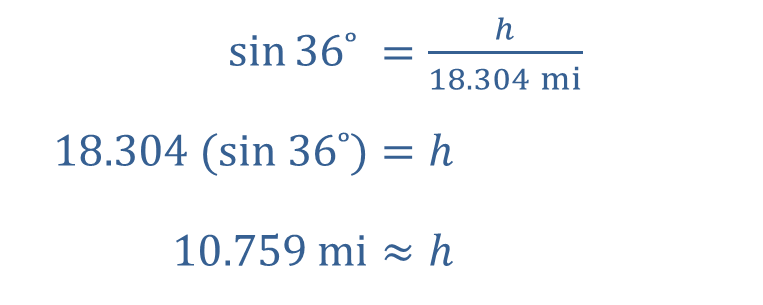 sin 36° = h / 18.304 mi
18.304 (sin 36°) = h
10.759 mi ≈ h